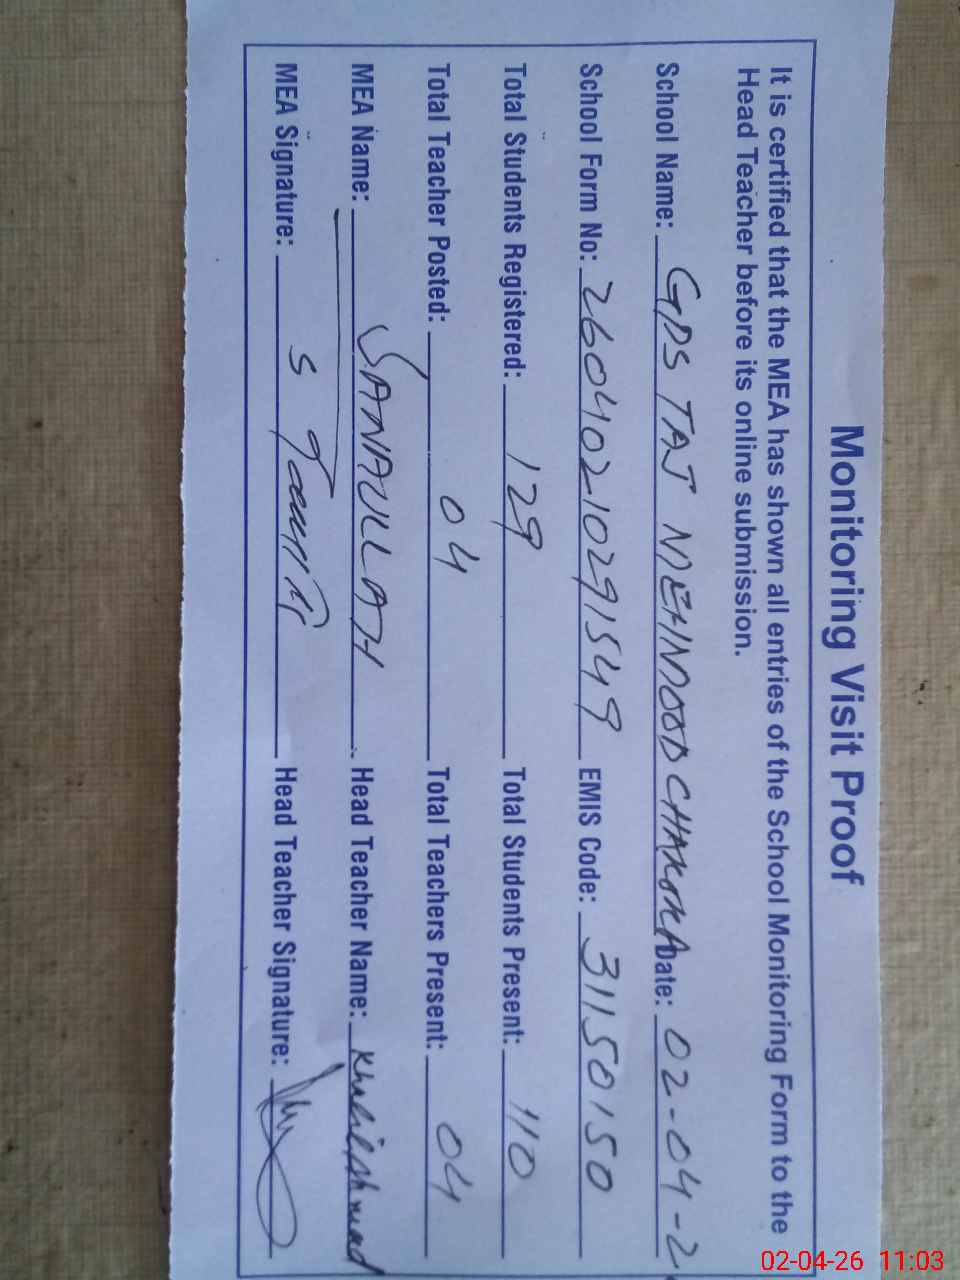 Monitoring Visit Proof
It is certified that the MEA has shown all entries of the School Monitoring Form to the
Head Teacher before its online submission.
School Name: GPS TAJ MEHMOOD CHAKORA Date: 02-04-2
School Form No: 26040210291549 EMIS Code: 31150150
Total Students Registered: 129 Total Students Present: 110
Total Teacher Posted: 04 Total Teachers Present: 04
MEA Name: SANAULLAH Head Teacher Name: Khalil Ahmad
MEA Signature: Head Teacher Signature:
02-04-26 11:03